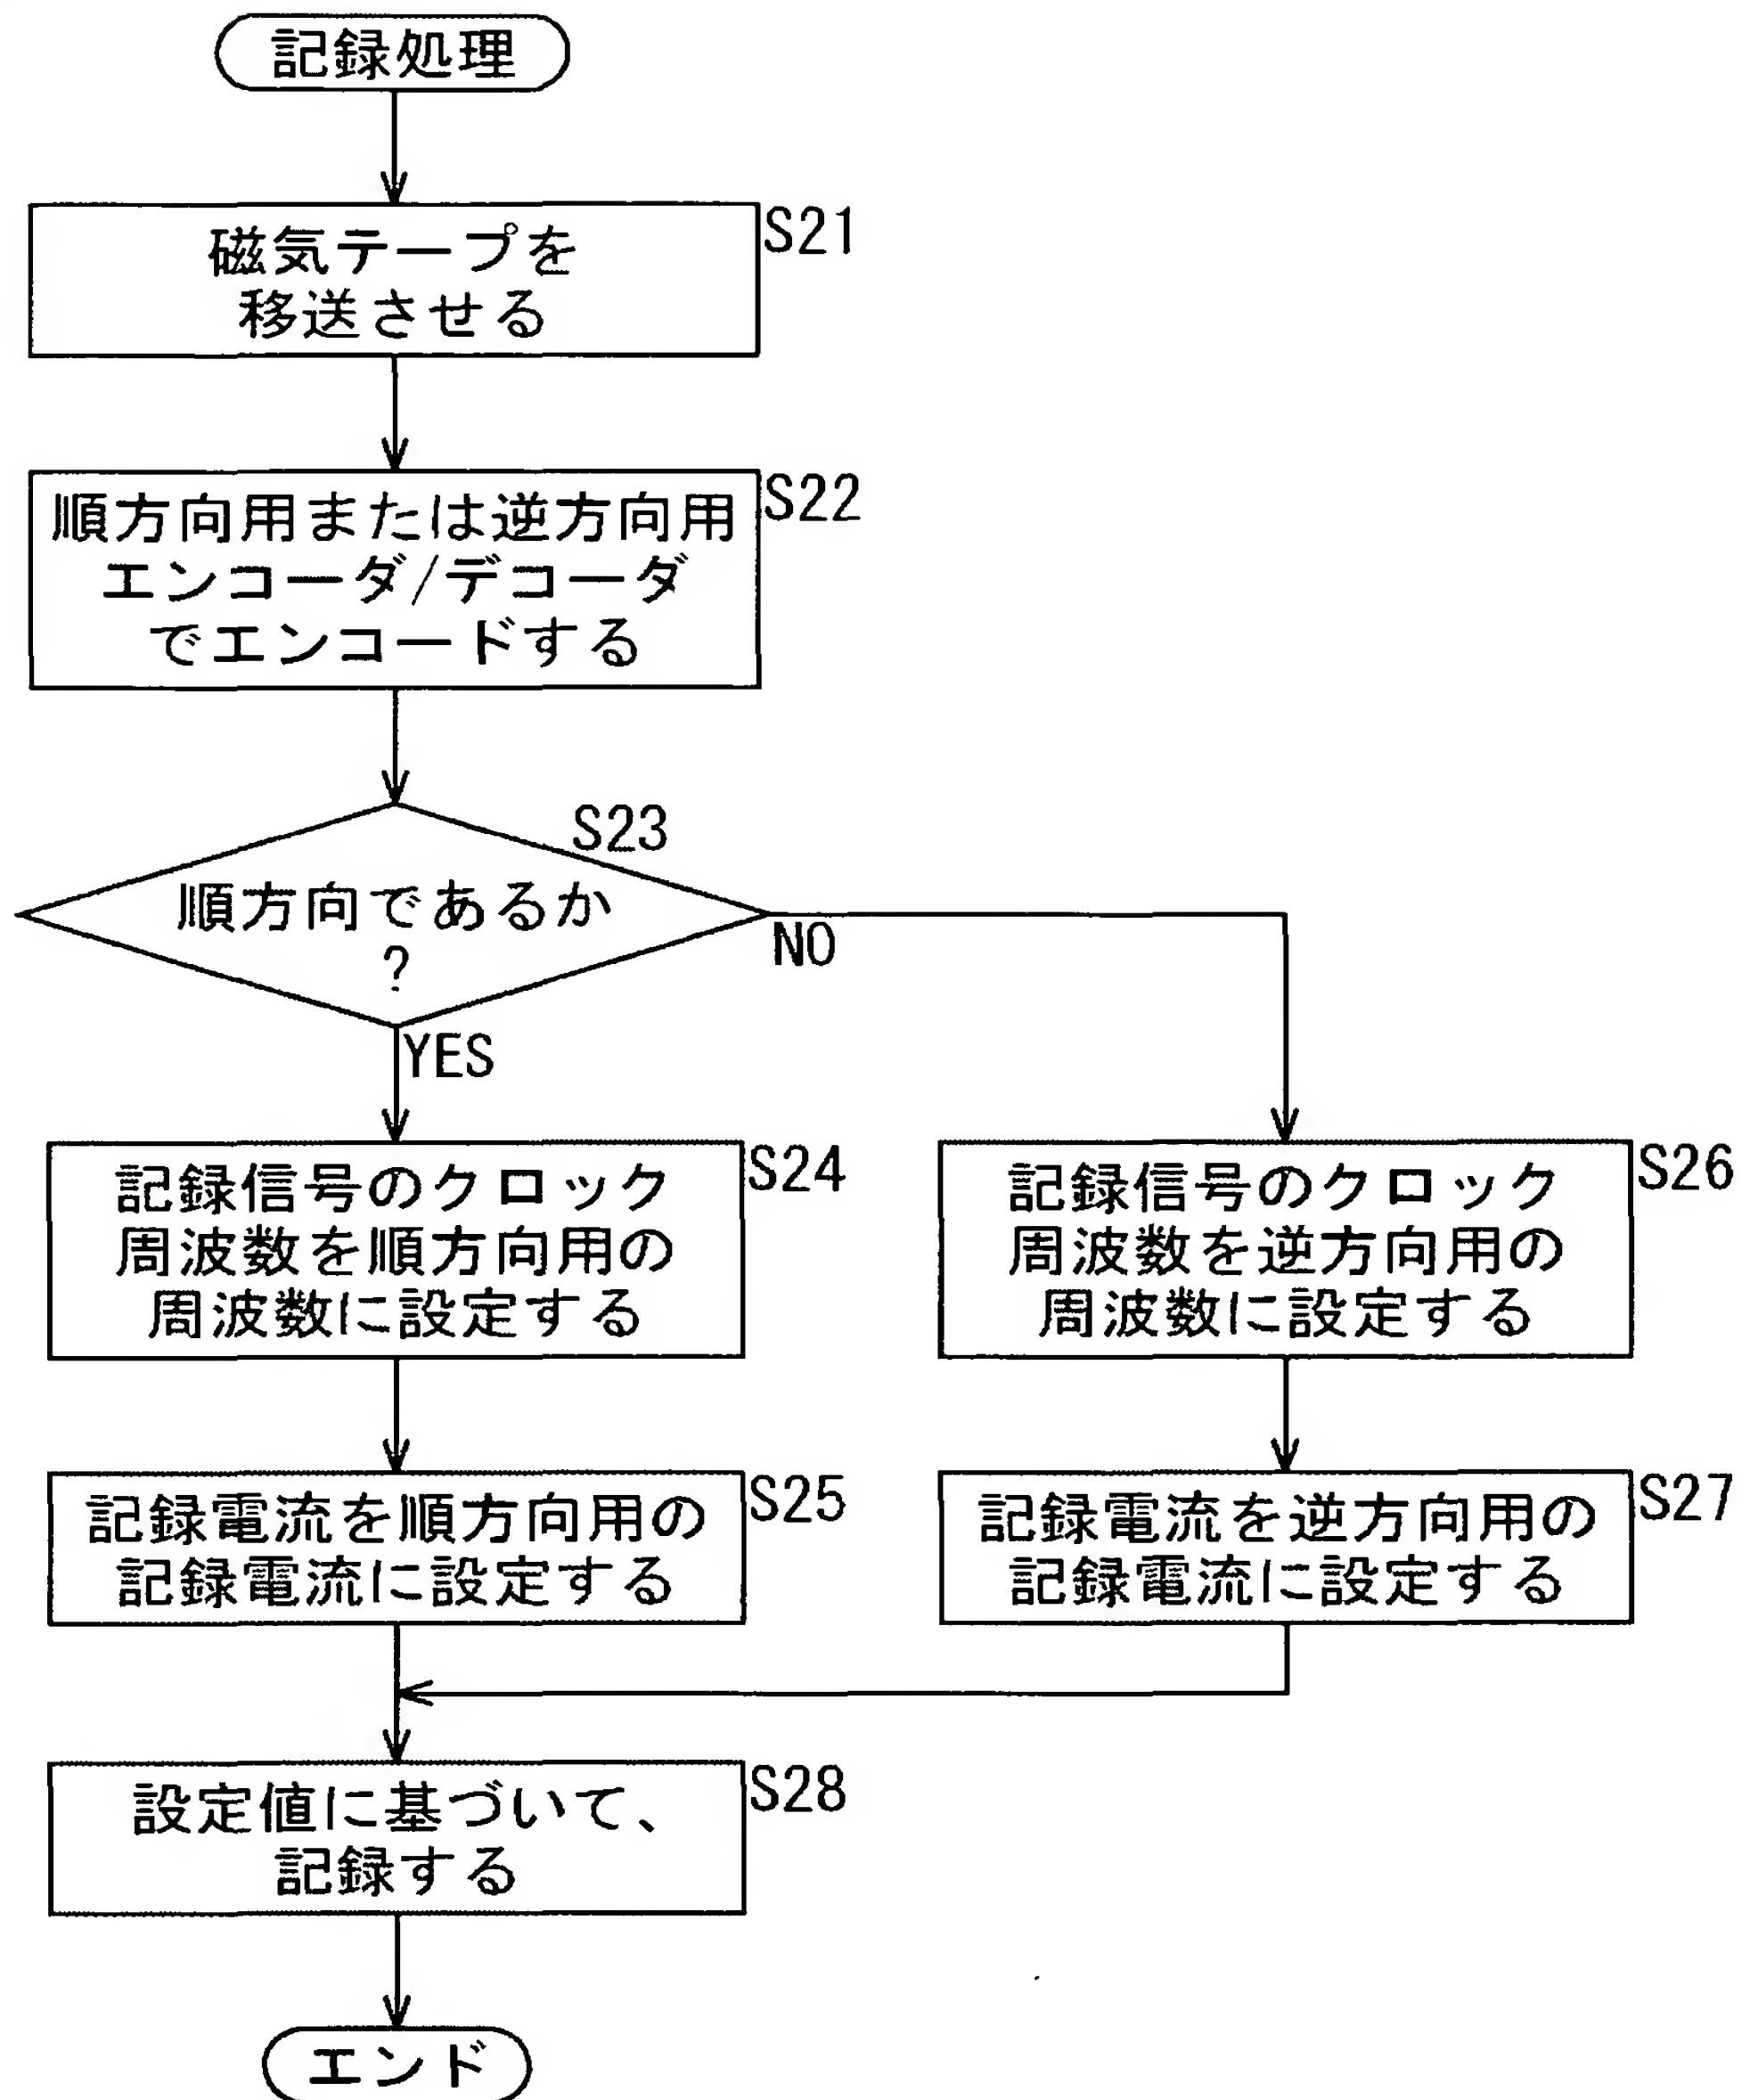 記録処理
S21
磁気テープを
移送させる
S22
順方向用または逆方向用
エンコーダ/デコーダ
でエンコードする
S23
順方向であるか
?
NO
YES
S24
記録信号のクロック
周波数を順方向用の
周波数に設定する
S26
記録信号のクロック
周波数を逆方向用の
周波数に設定する
S25
記録電流を順方向用の
記録電流に設定する
S27
記録電流を逆方向用の
記録電流に設定する
S28
設定値に基づいて、
記録する
エンド